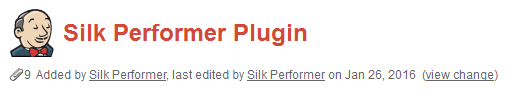 Silk Performer Plugin
9 Added by Silk Performer, last edited by Silk Performer on Jan 26, 2016 (view change)